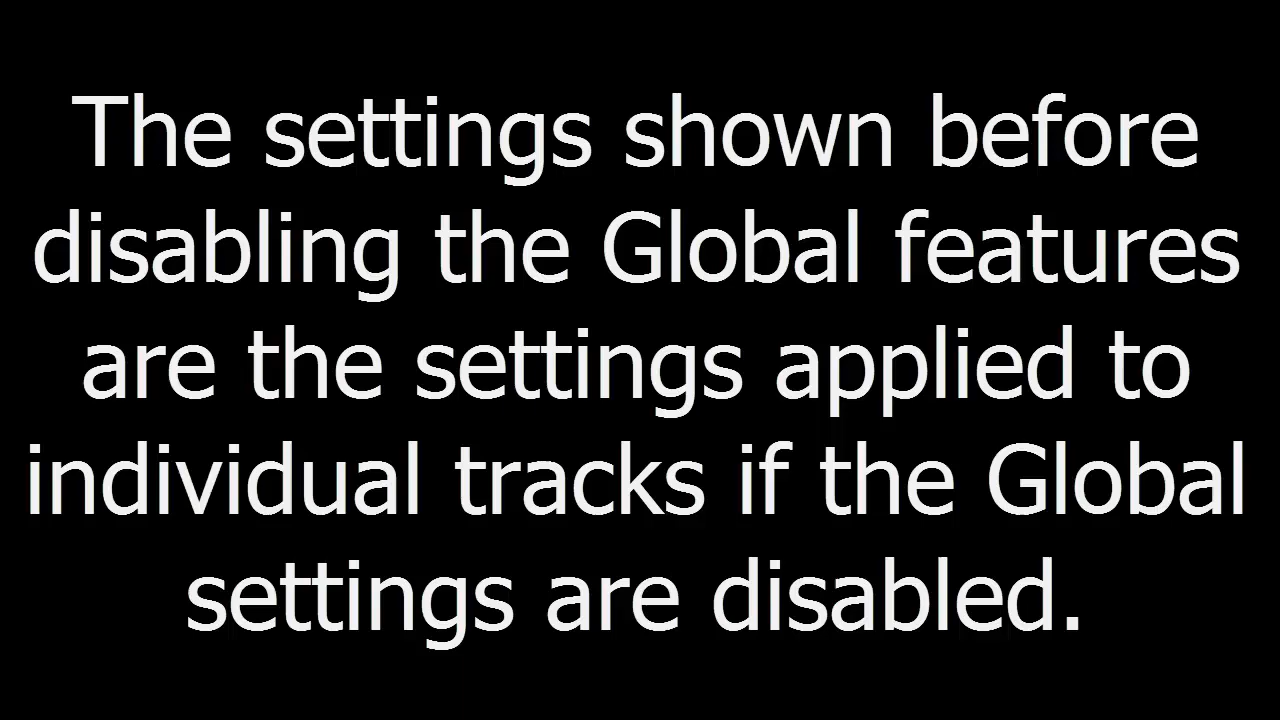 The settings shown before
disabling the Global features
are the settings applied to
individual tracks if the Global
settings are disabled.